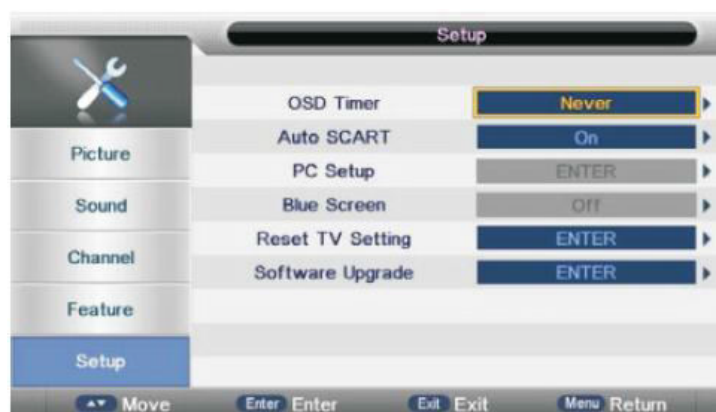 Setup
OSD Timer Never
Auto SCART On
Picture
PC Setup ENTER
Sound
Blue Screen Off
Reset TV Setting ENTER
Channel
Software Upgrade ENTER
Feature
Setup
Move Enter Enter Exit Exit Menu Return